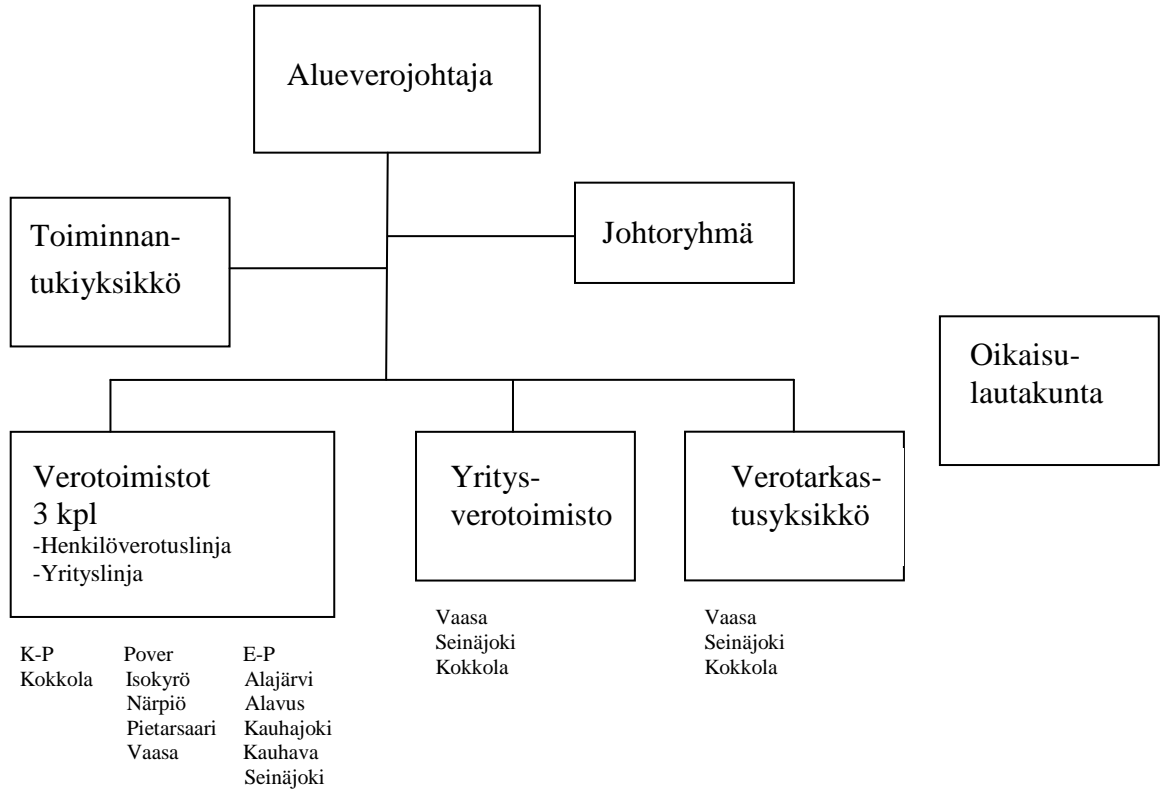 Alueverojohtaja
Toiminnan-
tukiyksikkö
Johtoryhmä
Oikaisu-
lautakunta
Verotoimistot
3 kpl
-Henkilöverotuslinja
-Yrityslinja
Yritys-
verotoimisto
Verotarkas-
tusyksikkö
K-P
Kokkola
Pover
Isokyrö
Närpiö
Pietarsaari
Vaasa
E-P
Alajärvi
Alavus
Kauhajoki
Kauhava
Seinäjoki
Vaasa
Seinäjoki
Kokkola
Vaasa
Seinäjoki
Kokkola